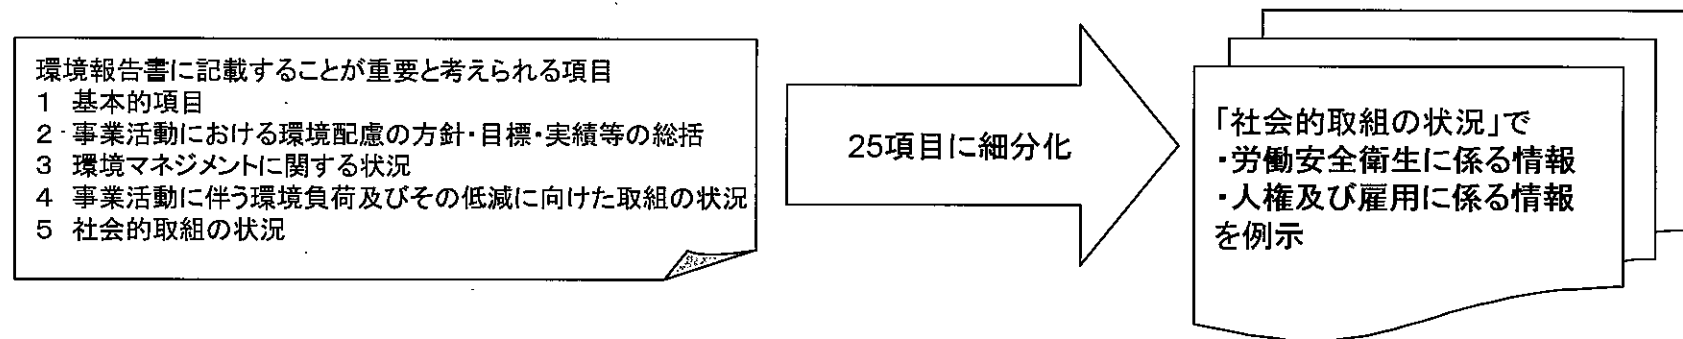 環境報告書に記載することが重要と考えられる項目
1 基本的項目
2 事業活動における環境配慮の方針・目標・実績等の総括
3 環境マネジメントに関する状況
4 事業活動に伴う環境負荷及びその低減に向けた取組の状況
5 社会的取組の状況
25項目に細分化
「社会的取組の状況」で
・労働安全衛生に係る情報
・人権及び雇用に係る情報
を例示